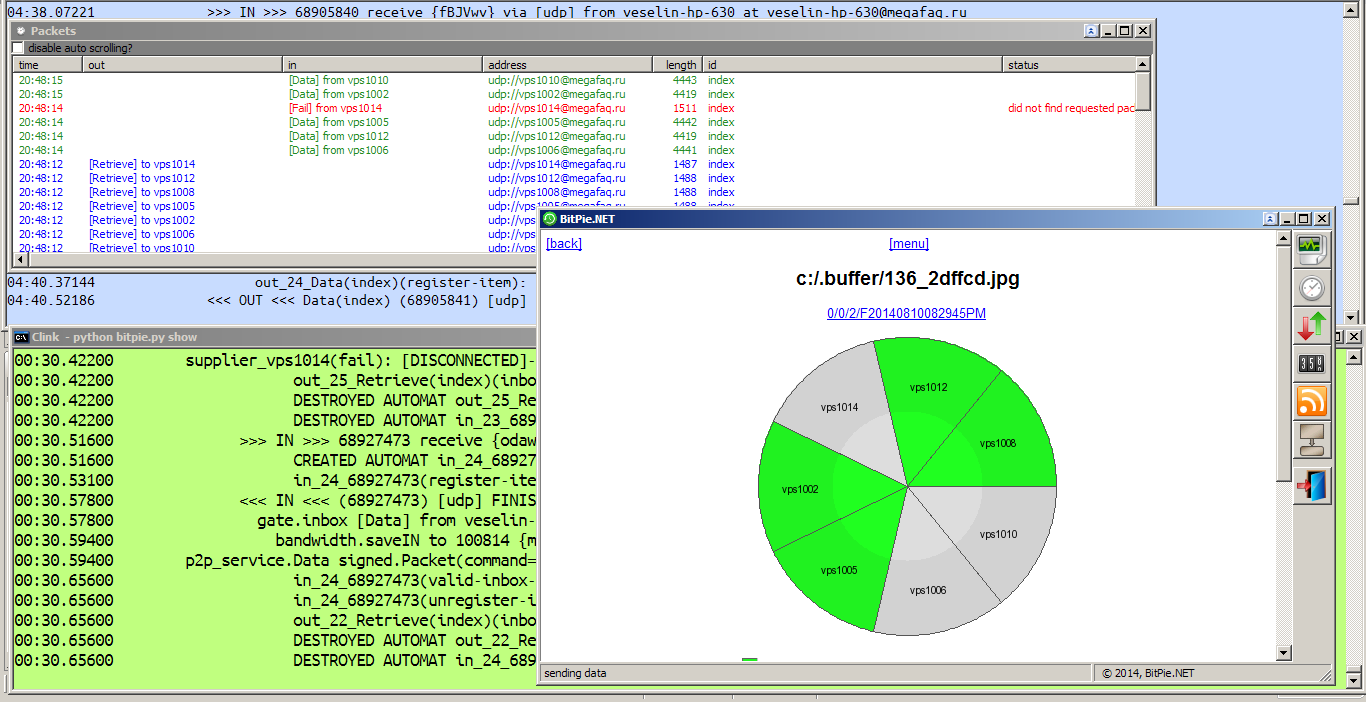 04:38.07221 >>> IN >>> 68905840 receive {fBJVwv} via [udp] from veselin-hp-630 at veselin-hp-630@megafaq.ru
Packets
disable auto scrolling?
time out in address length id status
20:48:15 [Data] from vps1010 udp://vps1010@megafaq.ru 4443 index
20:48:15 [Data] from vps1002 udp://vps1002@megafaq.ru 4419 index
20:48:14 [Fail] from vps1014 udp://vps1014@megafaq.ru 1511 index did not find requested pac
20:48:14 [Data] from vps1005 udp://vps1005@megafaq.ru 4442 index
20:48:14 [Data] from vps1012 udp://vps1012@megafaq.ru 4419 index
20:48:14 [Data] from vps1006 udp://vps1006@megafaq.ru 4441 index
20:48:12 [Retrieve] to vps1014 udp://vps1014@megafaq.ru 1487 index
20:48:12 [Retrieve] to vps1012 udp://vps1012@megafaq.ru 1488 index
20:48:12 [Retrieve] to vps1008 udp://vps1008@megafaq.ru 1488 index
20:48:12 [Retrieve] to vps1005 udp://vps1005@megafaq.ru 1488 index
20:48:12 [Retrieve] to vps1002 udp://vps
20:48:12 [Retrieve] to vps1006 udp://vps
20:48:12 [Retrieve] to vps1010 udp://vps
04:40.37144 out_24_Data(index)(register-item):
04:40.52186 <<< OUT <<< Data(index) (68905841) [udp]
Clink - python bitpie.py show
00:30.42200 supplier_vps1014(fail): [DISCONNECTED]-
00:30.42200 out_25_Retrieve(index)(inbo
00:30.42200 DESTROYED AUTOMAT out_25_Re
00:30.42200 DESTROYED AUTOMAT in_23_689
00:30.51600 >>> IN >>> 68927473 receive {odaw
00:30.51600 CREATED AUTOMAT in_24_68927
00:30.53100 in_24_68927473(register-ite
00:30.57800 <<< IN <<< (68927473) [udp] FINIS
00:30.57800 gate.inbox [Data] from veselin-
00:30.59400 bandwidth.saveIN to 100814 {m
00:30.59400 p2p_service.Data signed.Packet(command=
00:30.65600 in_24_68927473(valid-inbox-
00:30.65600 in_24_68927473(unregister-i
00:30.65600 out_22_Retrieve(index)(inbo
00:30.65600 DESTROYED AUTOMAT out_22_Re
00:30.65600 DESTROYED AUTOMAT in_24_689
BitPie.NET
[back] [menu]
c:/.buffer/136_2dffcd.jpg
0/0/2/F20140810082945PM
vps1012
vps1014
vps1008
vps1002
vps1010
vps1005
vps1006
sending data © 2014, BitPie.NET